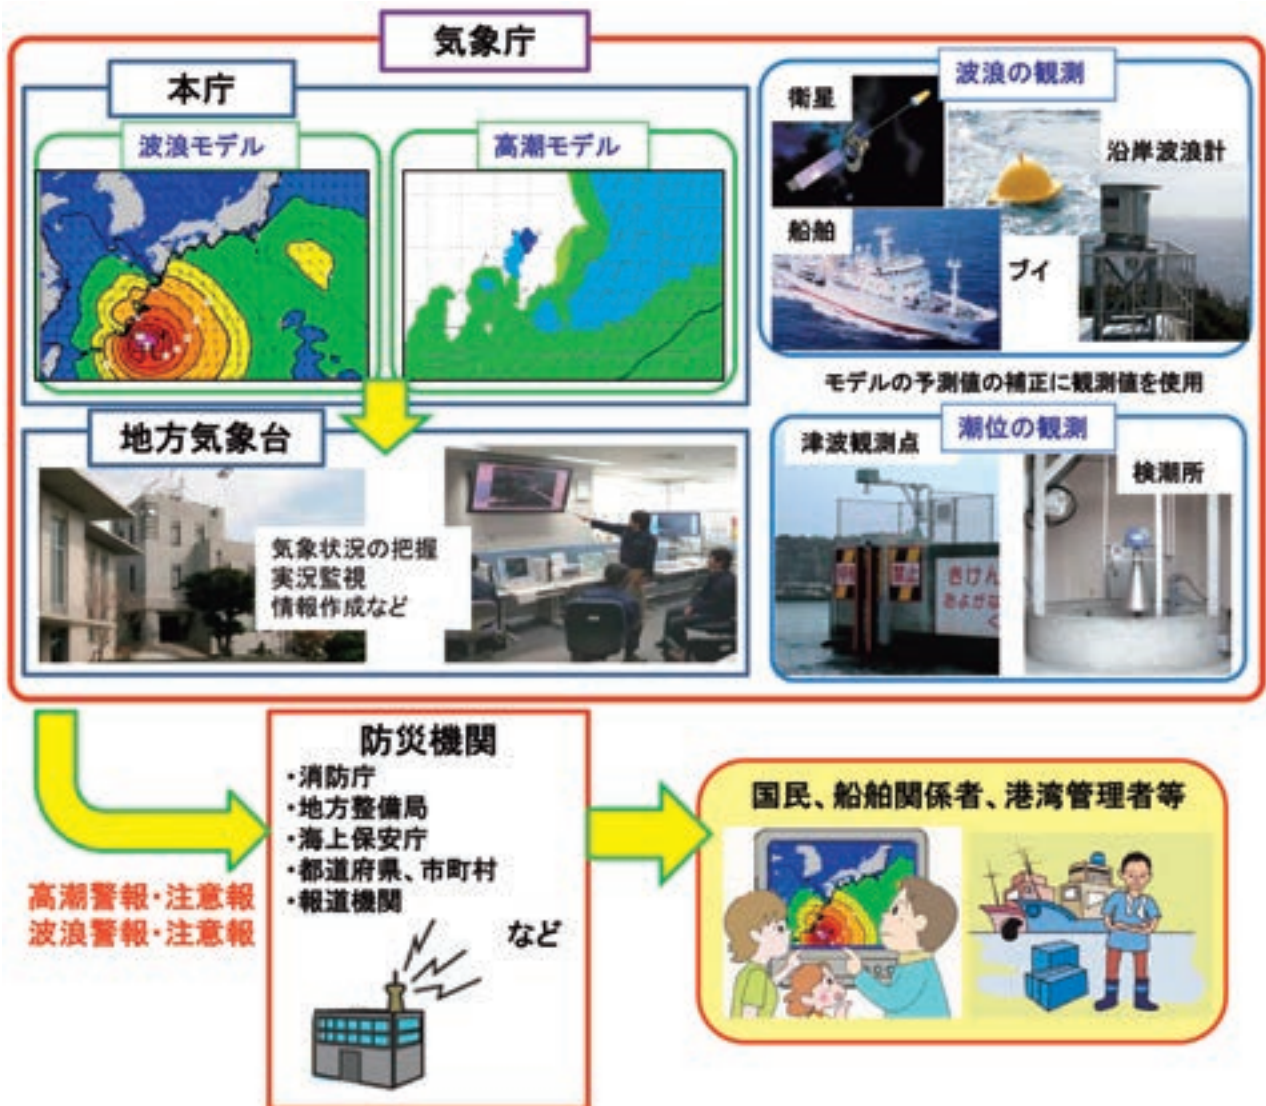 気象庁
本庁
波浪モデル
高潮モデル
波浪の観測
衛星
沿岸波浪計
船舶
ブイ
モデルの予測値の補正に観測値を使用
地方気象台
気象状況の把握
実況監視
情報作成など
潮位の観測
津波観測点
検潮所
禁止
きけん
およがな
く
高潮警報・注意報
波浪警報・注意報
防災機関
・消防庁
・地方整備局
・海上保安庁
・都道府県、市町村
・報道機関
など
国民、船舶関係者、港湾管理者等